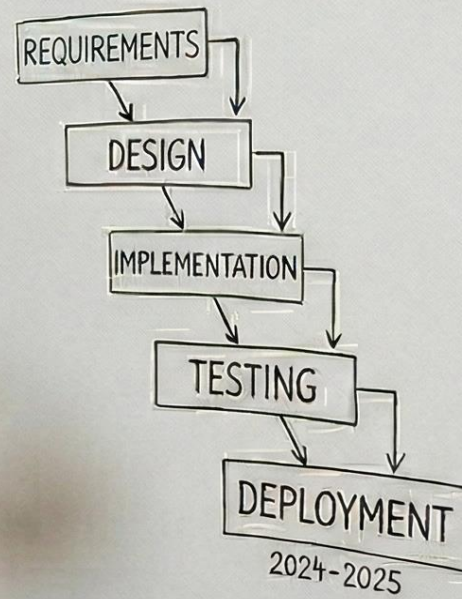 REQUIREMENTS
DESIGN
IMPLEMENTATION
TESTING
DEPLOYMENT
2024-2025